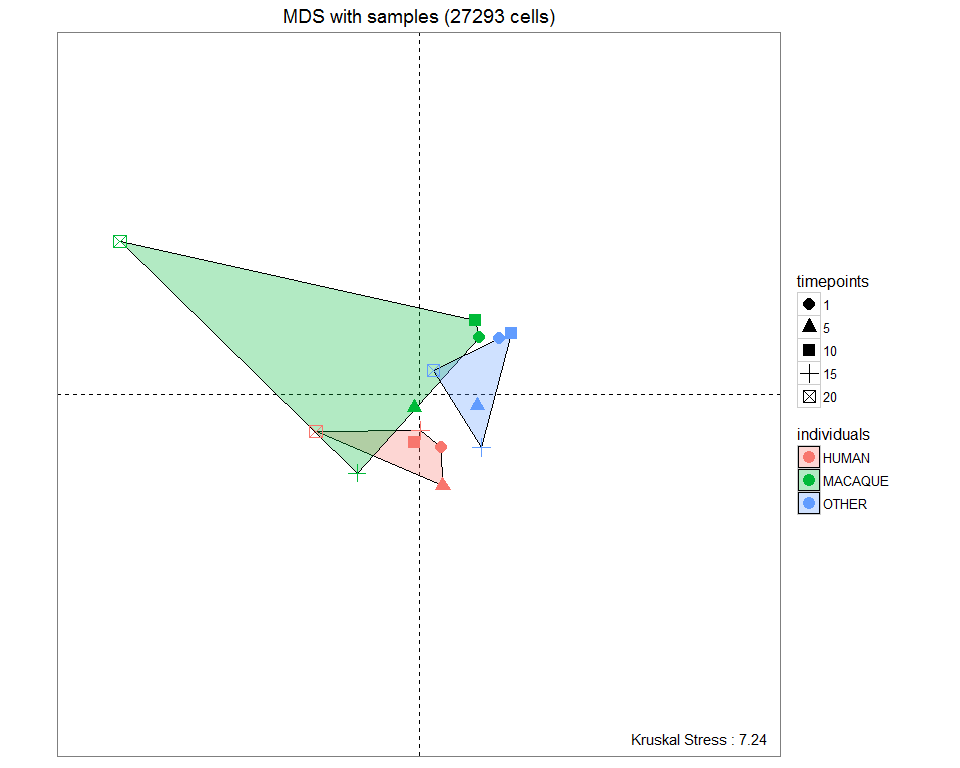 MDS with samples (27293 cells)
timepoints
1
5
10
15
20
individuals
HUMAN
MACAQUE
OTHER
Kruskal Stress : 7.24